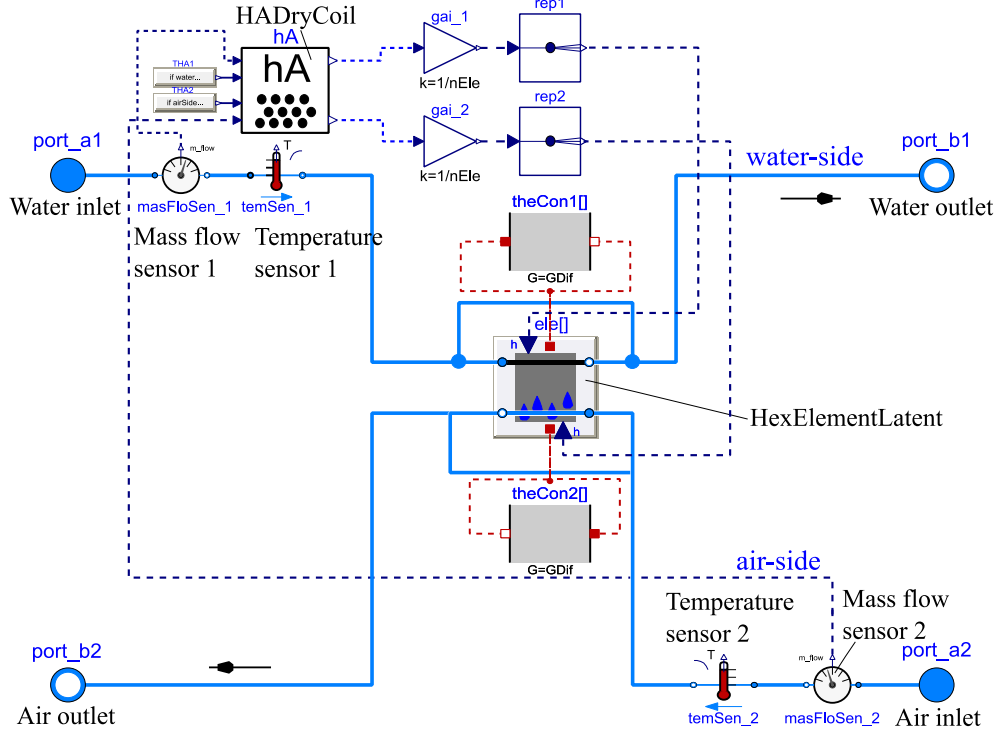 HADryCoil
hA
gai_1
rep1
THA1
if water...
hA
THA2
if airSide...
k=1/nEle
gai_2
rep2
port_a1
m_flow
T
k=1/nEle
water-side
port_b1
Water inlet
masFloSen_1
temSen_1
theCon1[]
Water outlet
Mass flow
sensor 1
Temperature
sensor 1
G=GDif
ele[]
h
HexElementLatent
h
theCon2[]
G=GDif
air-side
Temperature
sensor 2
Mass flow
sensor 2
port_b2
T
m_flow
port_a2
Air outlet
temSen_2
masFloSen_2
Air inlet